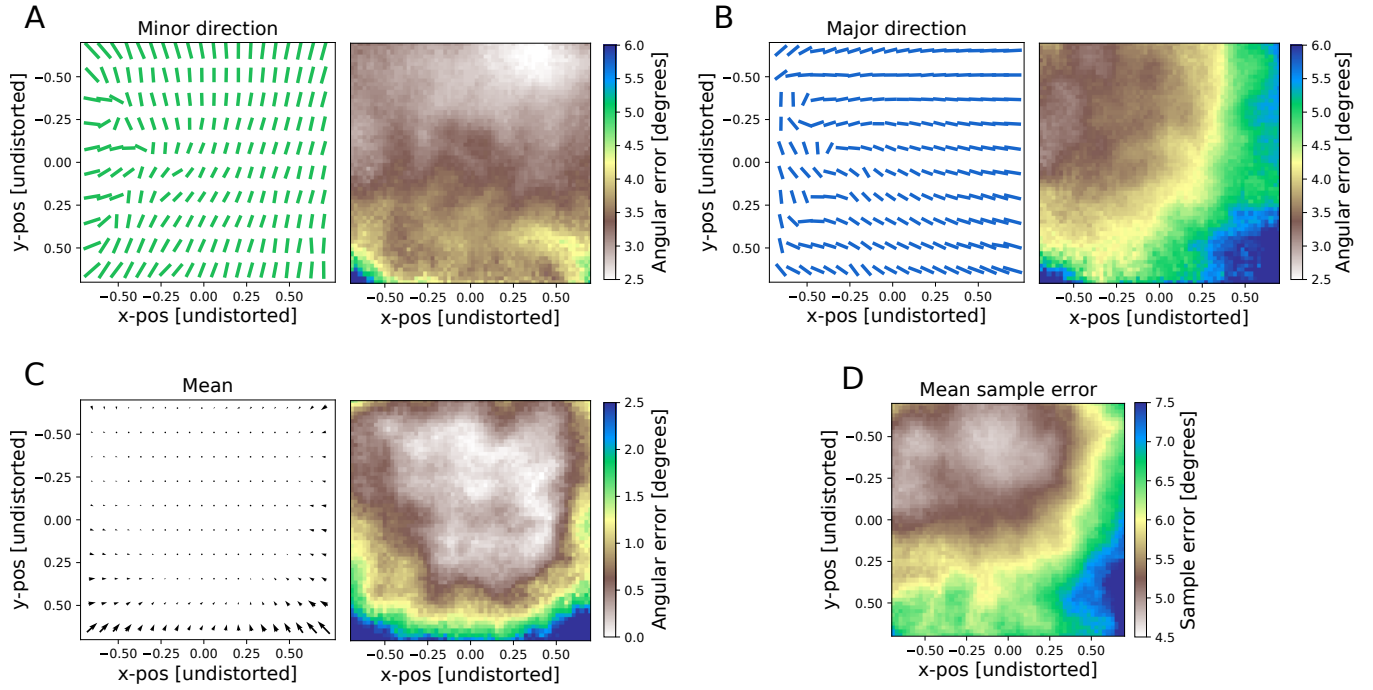 A
Minor direction
−0.50
−0.25
0.00
0.25
0.50
y-pos [undistorted]
−0.50 −0.25 0.00 0.25 0.50
x-pos [undistorted]
−0.50 −0.25 0.00 0.25 0.50
x-pos [undistorted]
6.0
5.5
5.0
4.5
4.0
3.5
3.0
2.5
Angular error [degrees]
B
Major direction
−0.50
−0.25
0.00
0.25
0.50
y-pos [undistorted]
−0.50 −0.25 0.00 0.25 0.50
x-pos [undistorted]
−0.50 −0.25 0.00 0.25 0.50
x-pos [undistorted]
6.0
5.5
5.0
4.5
4.0
3.5
3.0
2.5
Angular error [degrees]
C
Mean
−0.50
−0.25
0.00
0.25
0.50
y-pos [undistorted]
−0.50 −0.25 0.00 0.25 0.50
x-pos [undistorted]
−0.50 −0.25 0.00 0.25 0.50
x-pos [undistorted]
2.5
2.0
1.5
1.0
0.5
0.0
Angular error [degrees]
D
Mean sample error
−0.50
−0.25
0.00
0.25
0.50
y-pos [undistorted]
−0.50 −0.25 0.00 0.25 0.50
x-pos [undistorted]
7.5
7.0
6.5
6.0
5.5
5.0
4.5
Sample error [degrees]